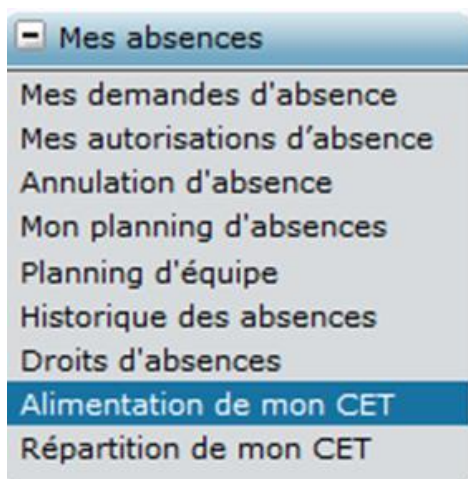 Mes absences
Mes demandes d'absence
Mes autorisations d’absence
Annulation d'absence
Mon planning d'absences
Planning d'équipe
Historique des absences
Droits d'absences
Alimentation de mon CET
Répartition de mon CET